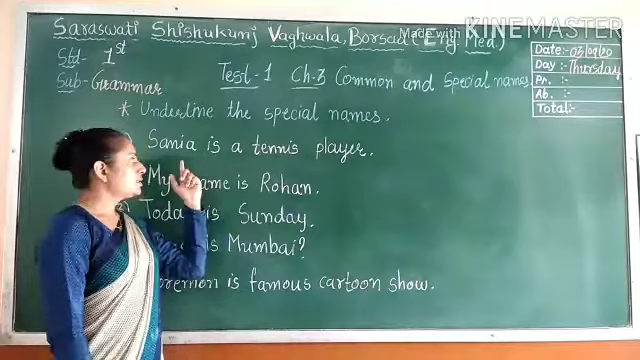 Saraswati Shishukunj Vaghwala, Borsad (Eng. Med.)
Made with KINEMASTER
Std- 1st
Date:- 03/09/20
Day:- Thursday
Pr. :-
Ab. :-
Total:-
Sub- Grammar
Test-1 Ch-3 Common and Special names
* Underline the special names.
Sania is a tennis player.
My name is Rohan.
Today is Sunday.
is Mumbai?
is famous cartoon show.